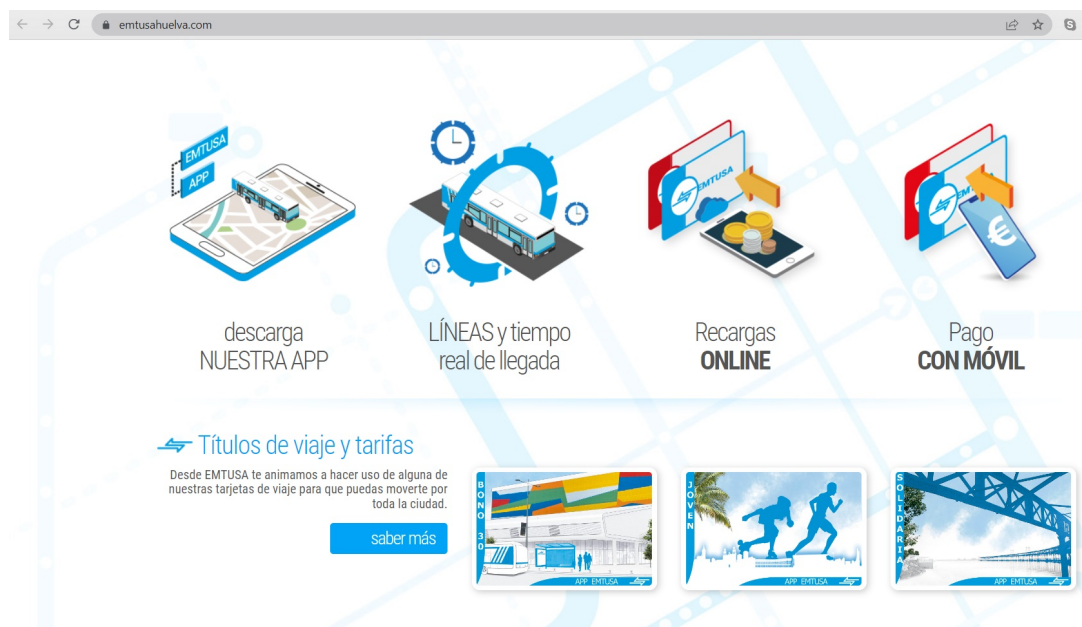 emtusahuelva.com
EMTUSA
APP
EMTUSA
EMTUSA
descarga
NUESTRA APP
LÍNEAS y tiempo
real de llegada
Recargas
ONLINE
Pago
CON MÓVIL
Títulos de viaje y tarifas
Desde EMTUSA te animamos a hacer uso de alguna de
nuestras tarjetas de viaje para que puedas moverte por
toda la ciudad.
saber más
BONO 30
APP EMTUSA
JOVEN
APP EMTUSA
SOLIDARIA
APP EMTUSA